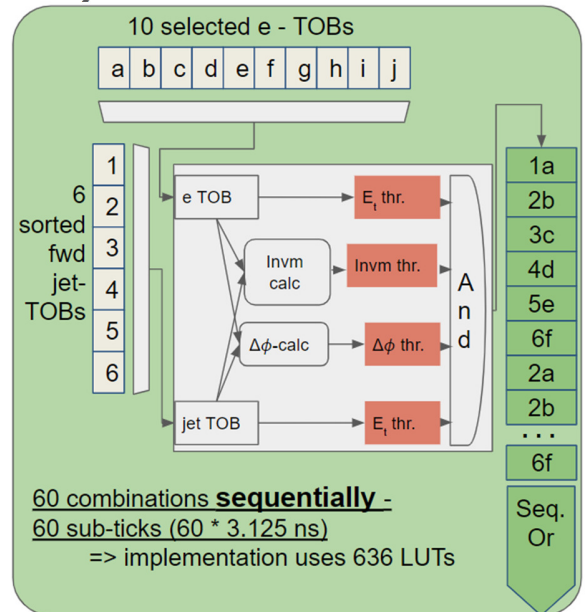 10 selected e - TOBs
a b c d e f g h i j
6
sorted
fwd
jet-
TOBs
1
2
3
4
5
6
e TOB
Et thr.
Invm
calc
Invm thr.
Δϕ-calc
Δϕ thr.
jet TOB
Et thr.
A
n
d
1a
2b
3c
4d
5e
6f
2a
2b
...
6f
Seq.
Or
60 combinations sequentially -
60 sub-ticks (60 * 3.125 ns)
=> implementation uses 636 LUTs